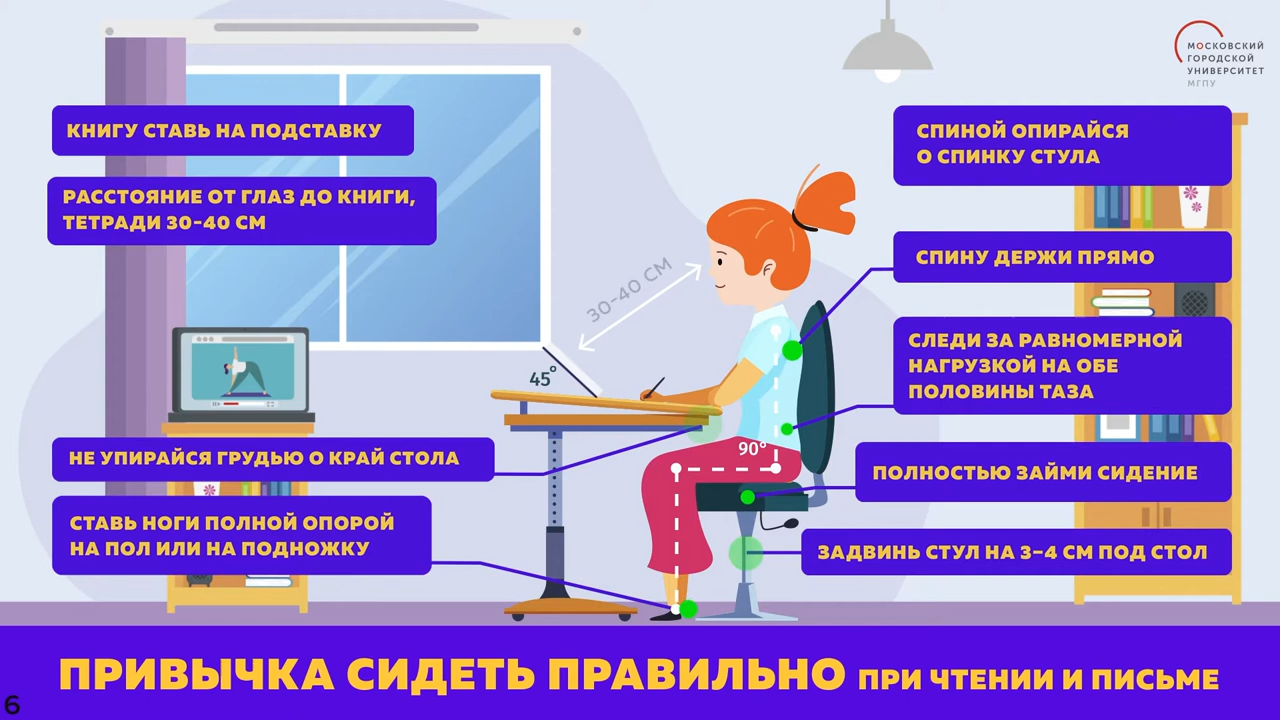 МОСКОВСКИЙ
ГОРОДСКОЙ
УНИВЕРСИТЕТ
МГПУ
КНИГУ СТАВЬ НА ПОДСТАВКУ
РАССТОЯНИЕ ОТ ГЛАЗ ДО КНИГИ,
ТЕТРАДИ 30-40 СМ
СПИНОЙ ОПИРАЙСЯ
О СПИНКУ СТУЛА
СПИНУ ДЕРЖИ ПРЯМО
30-40 СМ
СЛЕДИ ЗА РАВНОМЕРНОЙ
НАГРУЗКОЙ НА ОБЕ
ПОЛОВИНЫ ТАЗА
45°
90°
НЕ УПИРАЙСЯ ГРУДЬЮ О КРАЙ СТОЛА
ПОЛНОСТЬЮ ЗАЙМИ СИДЕНИЕ
СТАВЬ НОГИ ПОЛНОЙ ОПОРОЙ
НА ПОЛ ИЛИ НА ПОДНОЖКУ
ЗАДВИНЬ СТУЛ НА 3-4 СМ ПОД СТОЛ
ПРИВЫЧКА СИДЕТЬ ПРАВИЛЬНО ПРИ ЧТЕНИИ И ПИСЬМЕ
6